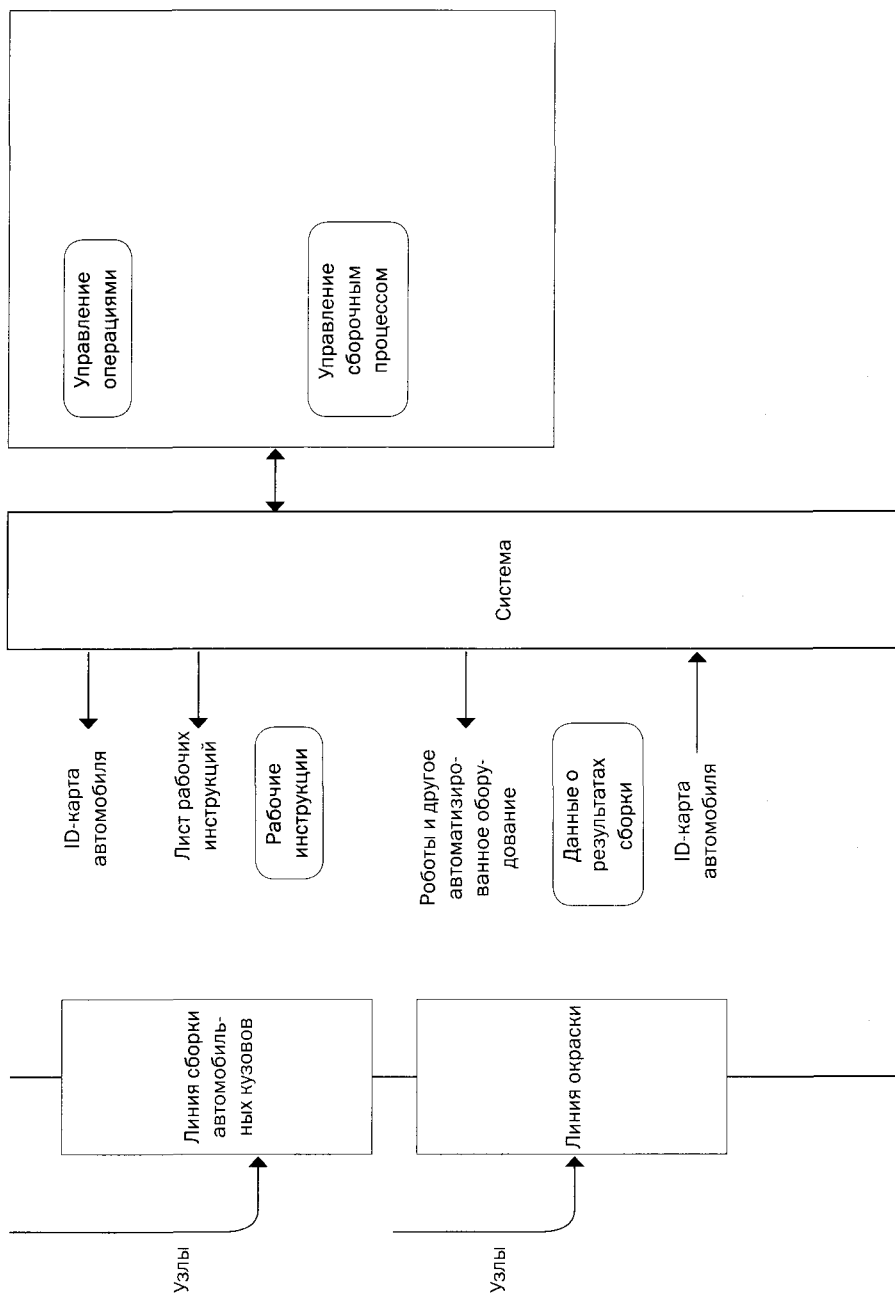 Управление
операциями
Управление
сборочным
процессом
Система
ID-карта
автомобиля
Лист рабочих
инструкций
Рабочие
инструкции
Роботы и другое
автоматизиро-
ванное обору-
дование
Данные о
результатах
сборки
ID-карта
автомобиля
Линия сборки
автомобиль-
ных кузовов
Линия окраски
Узлы
Узлы